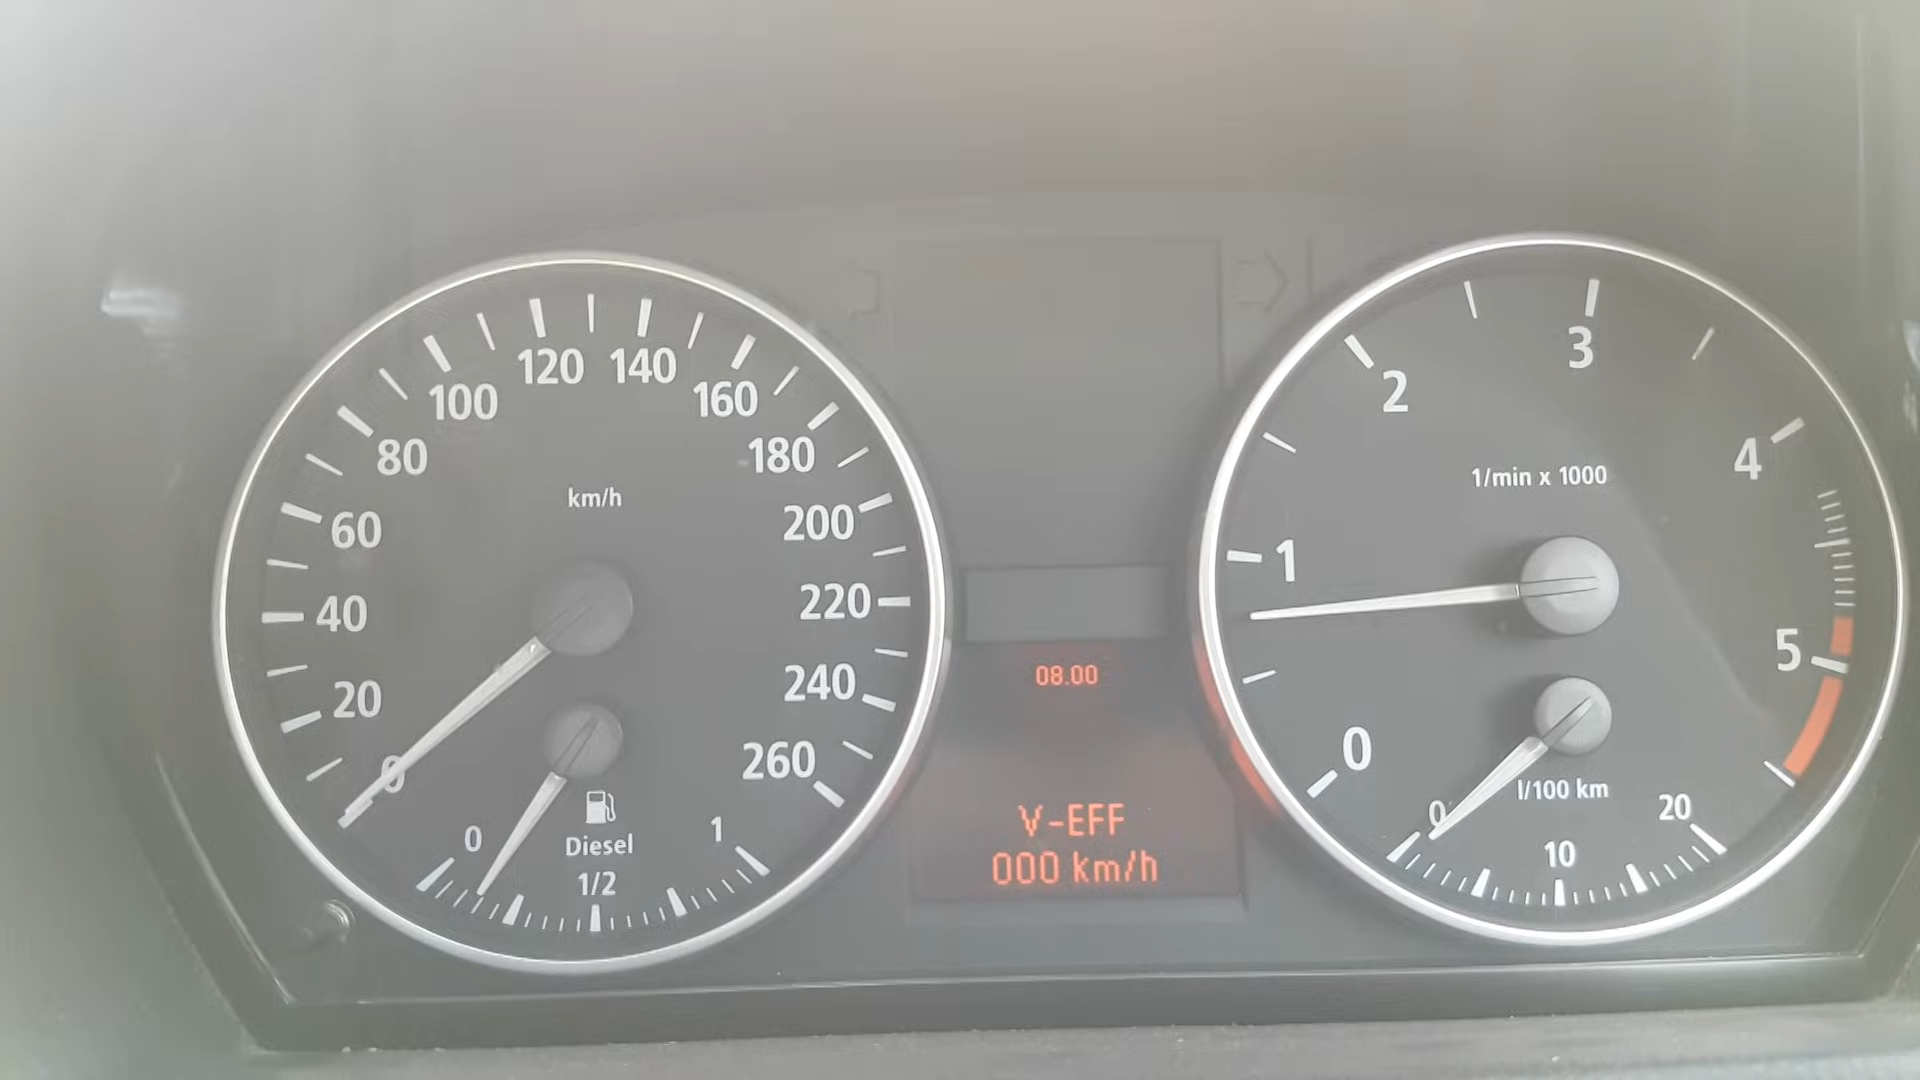 120 140
100 160
80 180
60 km/h 200
40 220
20 240
0 260
0 1
Diesel
1/2
08.00
V-EFF
000 km/h
3
2
4
1/min x 1000
1
5
0
l/100 km
0 20
10